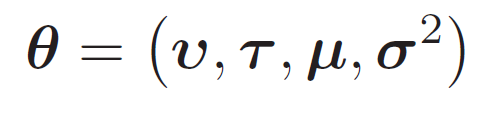 θ = (υ, τ, μ, σ²)